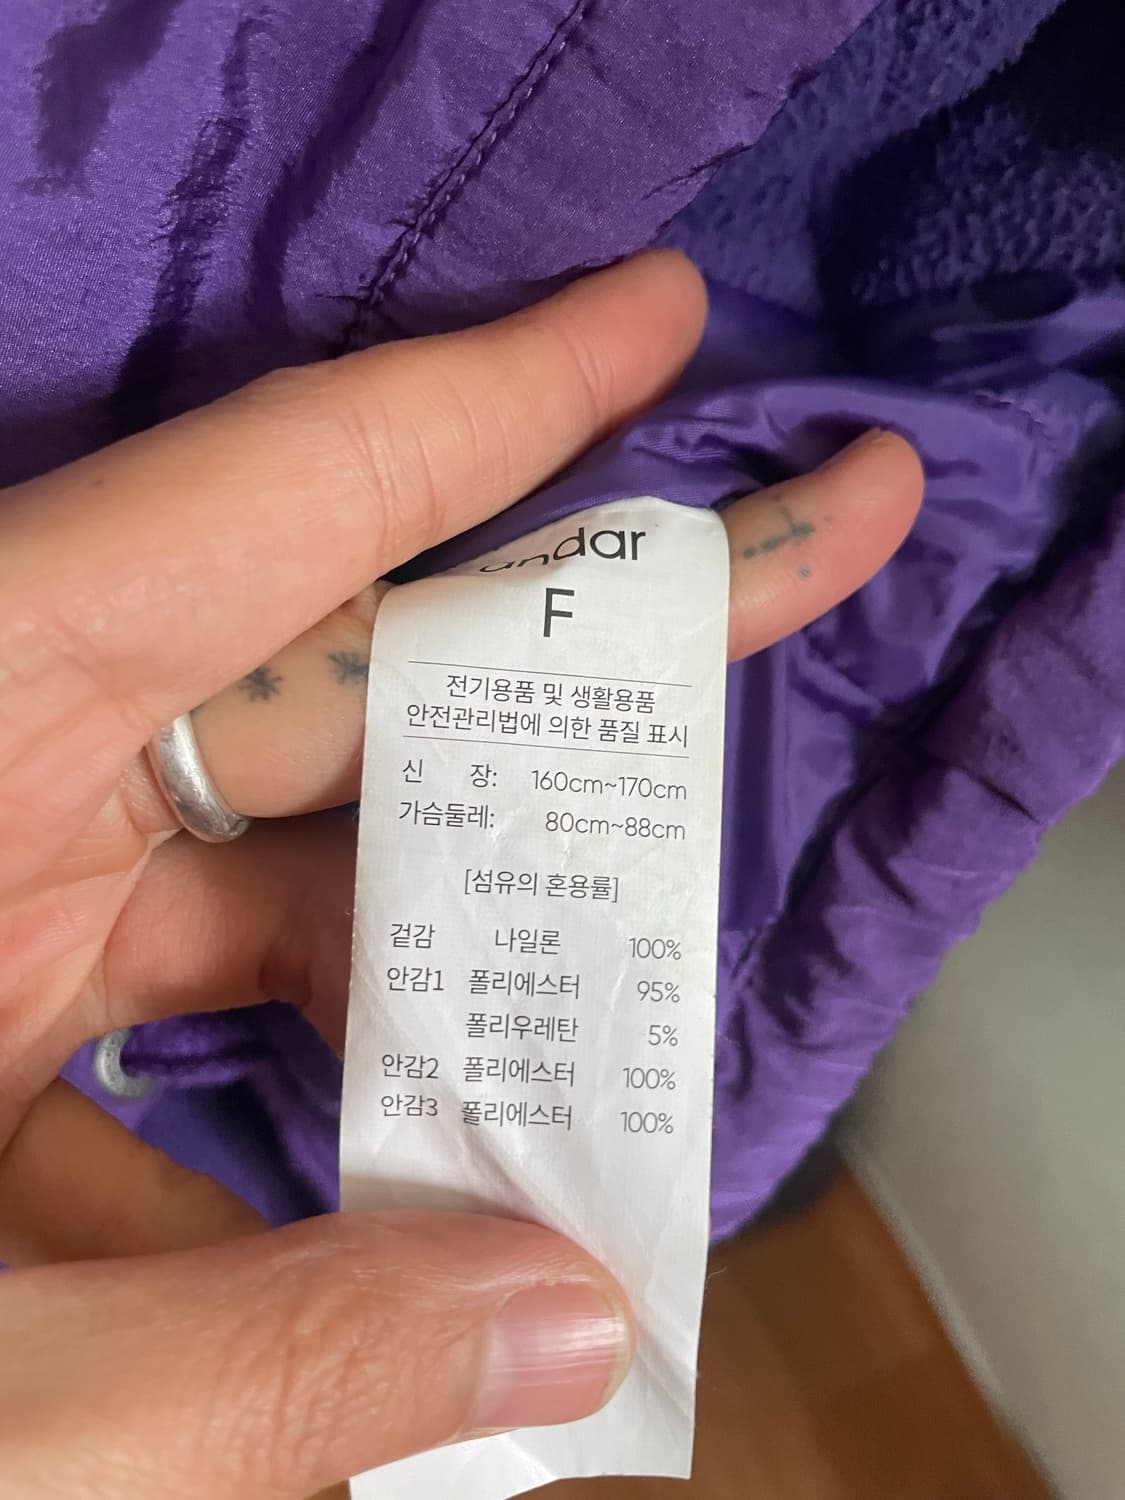 andar
F
전기용품 및 생활용품
안전관리법에 의한 품질 표시
신 장: 160cm~170cm
가슴둘레: 80cm~88cm
[섬유의 혼용률]
겉감 나일론 100%
안감1 폴리에스터 95%
폴리우레탄 5%
안감2 폴리에스터 100%
안감3 폴리에스터 100%